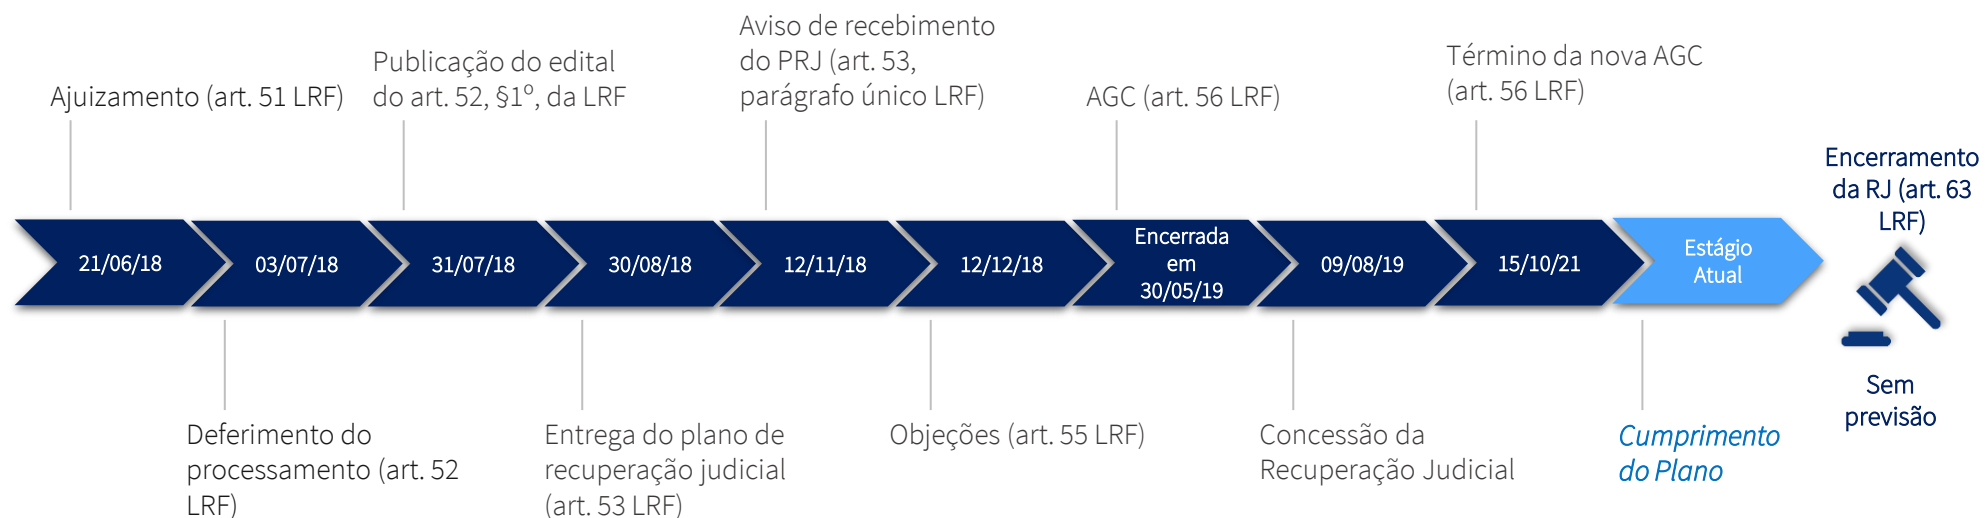 Ajuizamento (art. 51 LRF)
Publicação do edital
do art. 52, §1º, da LRF
Aviso de recebimento
do PRJ (art. 53,
parágrafo único LRF)
AGC (art. 56 LRF)
Término da nova AGC
(art. 56 LRF)
21/06/18
03/07/18
31/07/18
30/08/18
12/11/18
12/12/18
Encerrada
em
30/05/19
09/08/19
15/10/21
Estágio
Atual
Encerramento
da RJ (art. 63
LRF)
Sem
previsão
Deferimento do
processamento (art. 52
LRF)
Entrega do plano de
recuperação judicial
(art. 53 LRF)
Objeções (art. 55 LRF)
Concessão da
Recuperação Judicial
Cumprimento
do Plano